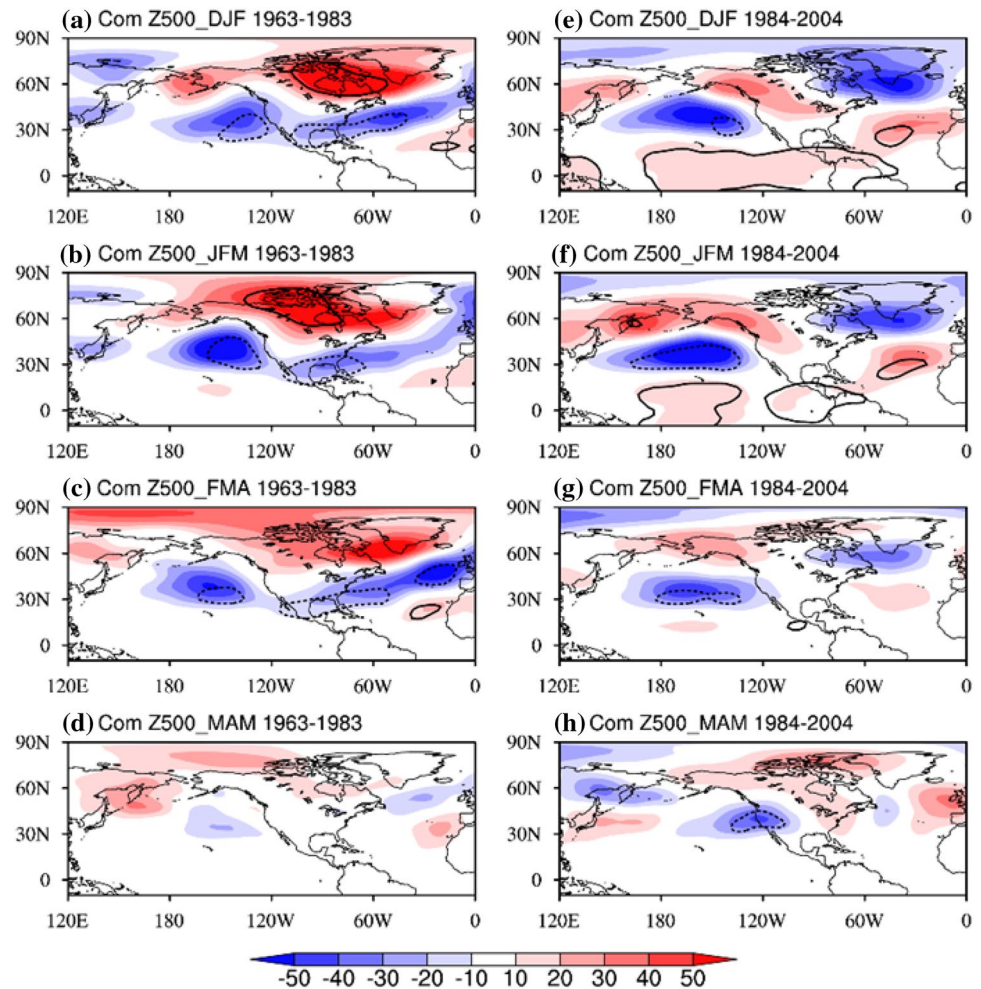 (a) Com Z500_DJF 1963-1983
90N
60N
30N
0
120E 180 120W 60W 0
(e) Com Z500_DJF 1984-2004
90N
60N
30N
0
120E 180 120W 60W 0
(b) Com Z500_JFM 1963-1983
90N
60N
30N
0
120E 180 120W 60W 0
(f) Com Z500_JFM 1984-2004
90N
60N
30N
0
120E 180 120W 60W 0
(c) Com Z500_FMA 1963-1983
90N
60N
30N
0
120E 180 120W 60W 0
(g) Com Z500_FMA 1984-2004
90N
60N
30N
0
120E 180 120W 60W 0
(d) Com Z500_MAM 1963-1983
90N
60N
30N
0
120E 180 120W 60W 0
(h) Com Z500_MAM 1984-2004
90N
60N
30N
0
120E 180 120W 60W 0
-50 -40 -30 -20 -10 10 20 30 40 50